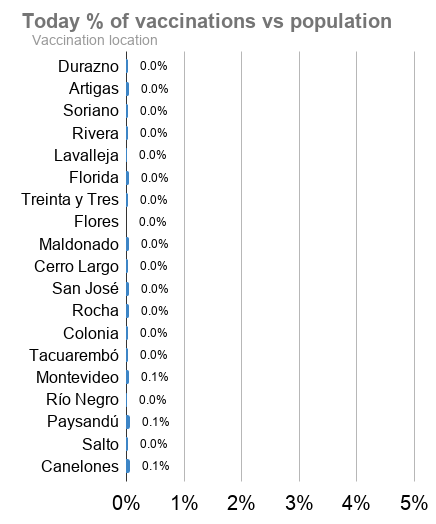 Today % of vaccinations vs population
Vaccination location
Durazno 0.0%
Artigas 0.0%
Soriano 0.0%
Rivera 0.0%
Lavalleja 0.0%
Florida 0.0%
Treinta y Tres 0.0%
Flores 0.0%
Maldonado 0.0%
Cerro Largo 0.0%
San José 0.0%
Rocha 0.0%
Colonia 0.0%
Tacuarembó 0.0%
Montevideo 0.1%
Río Negro 0.0%
Paysandú 0.1%
Salto 0.0%
Canelones 0.1%
0% 1% 2% 3% 4% 5%